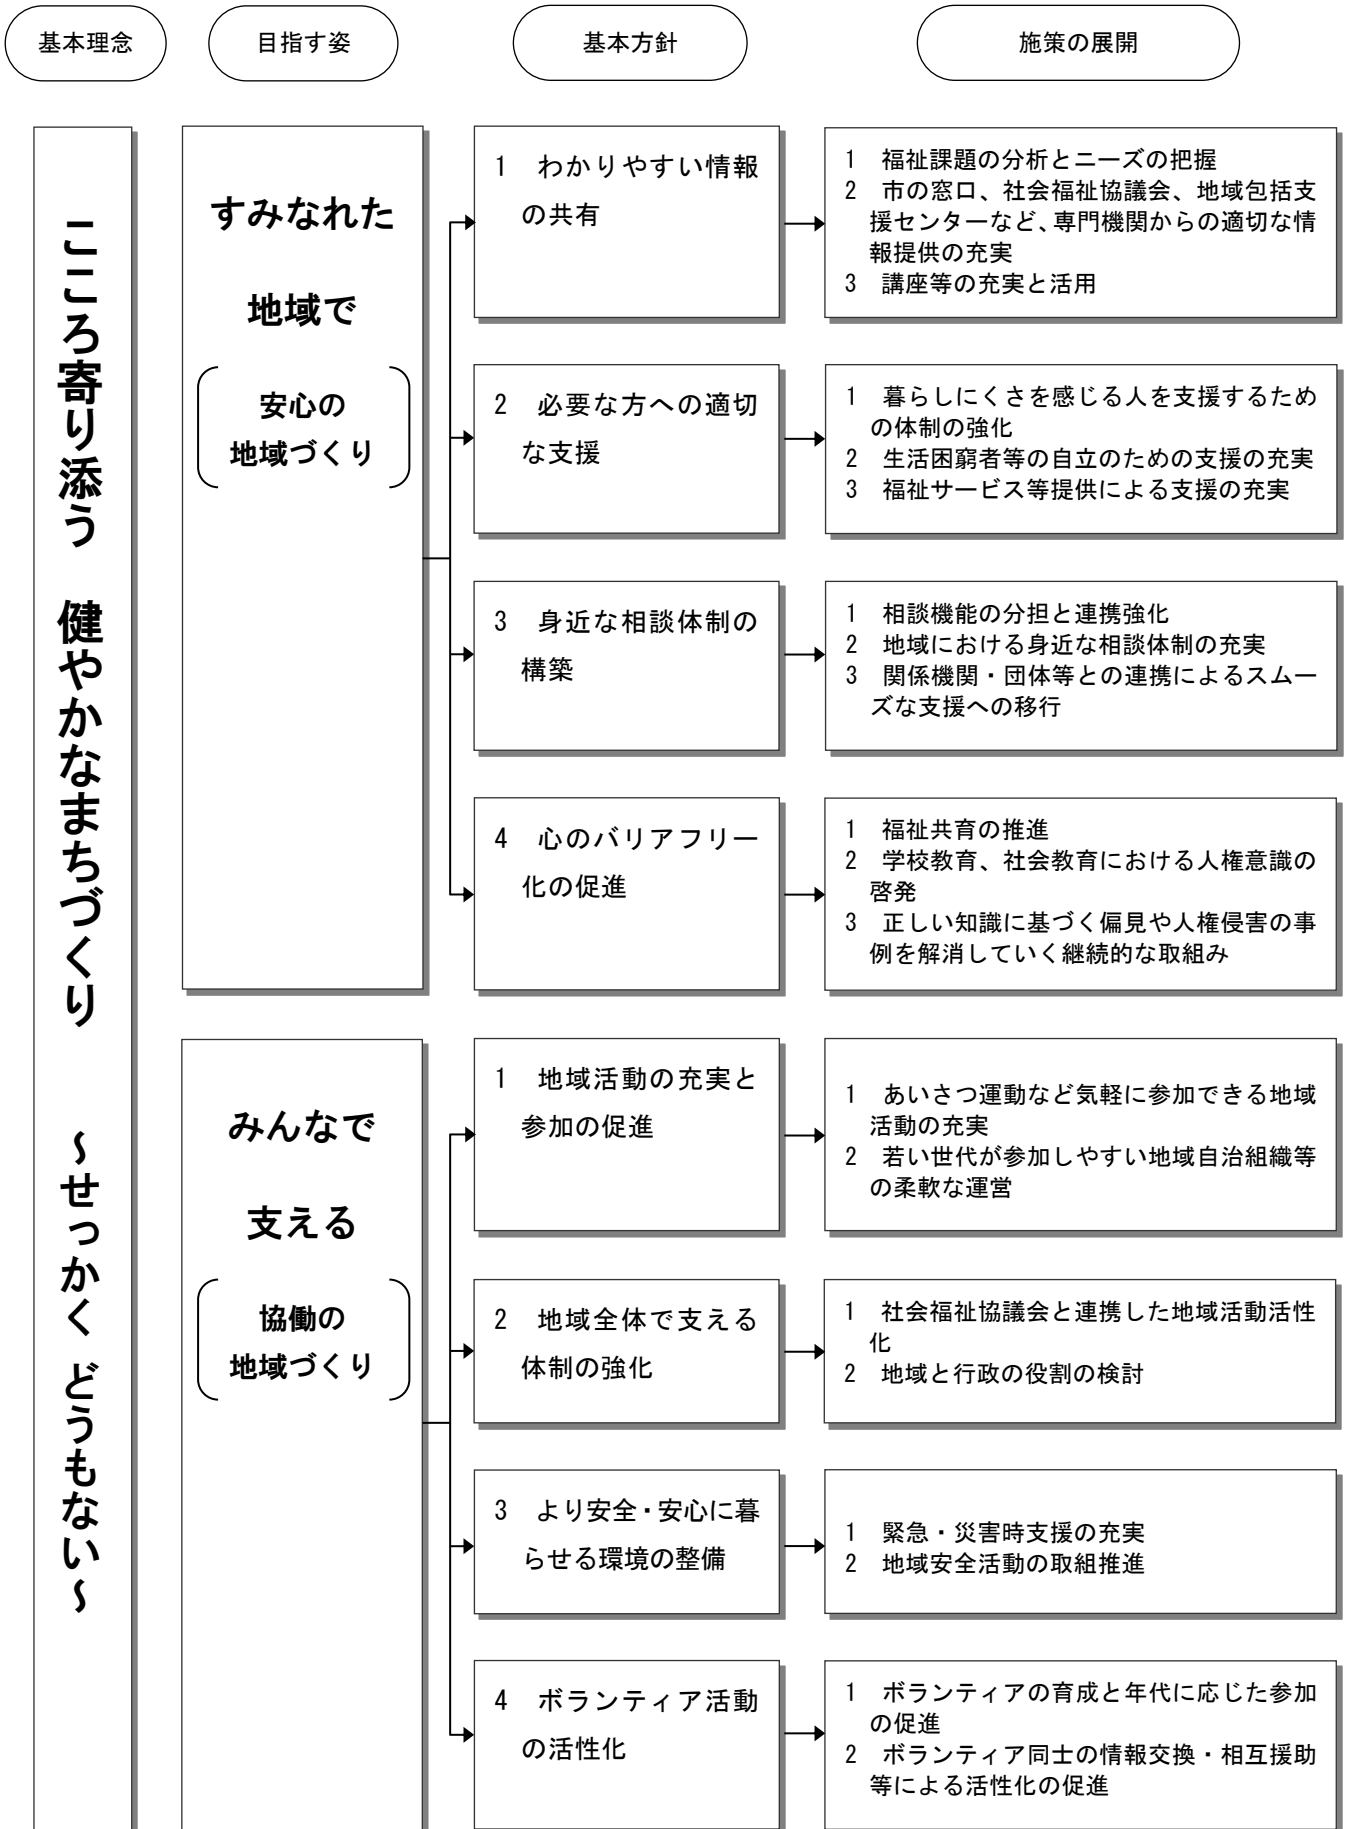 基本理念
目指す姿
基本方針
施策の展開
こころ寄り添う 健やかなまちづくり ～せっかく どうもない～
すみなれた
地域で
安心の
地域づくり
1 わかりやすい情報
の共有
1 福祉課題の分析とニーズの把握
2 市の窓口、社会福祉協議会、地域包括支
援センターなど、専門機関からの適切な情
報提供の充実
3 講座等の充実と活用
2 必要な方への適切
な支援
1 暮らしにくさを感じる人を支援するため
の体制の強化
2 生活困窮者等の自立のための支援の充実
3 福祉サービス等提供による支援の充実
3 身近な相談体制の
構築
1 相談機能の分担と連携強化
2 地域における身近な相談体制の充実
3 関係機関・団体等との連携によるスムー
ズな支援への移行
4 心のバリアフリー
化の促進
1 福祉共育の推進
2 学校教育、社会教育における人権意識の
啓発
3 正しい知識に基づく偏見や人権侵害の事
例を解消していく継続的な取組み
みんなで
支える
協働の
地域づくり
1 地域活動の充実と
参加の促進
1 あいさつ運動など気軽に参加できる地域
活動の充実
2 若い世代が参加しやすい地域自治組織等
の柔軟な運営
2 地域全体で支える
体制の強化
1 社会福祉協議会と連携した地域活動活性
化
2 地域と行政の役割の検討
3 より安全・安心に暮
らせる環境の整備
1 緊急・災害時支援の充実
2 地域安全活動の取組推進
4 ボランティア活動
の活性化
1 ボランティアの育成と年代に応じた参加
の促進
2 ボランティア同士の情報交換・相互援助
等による活性化の促進